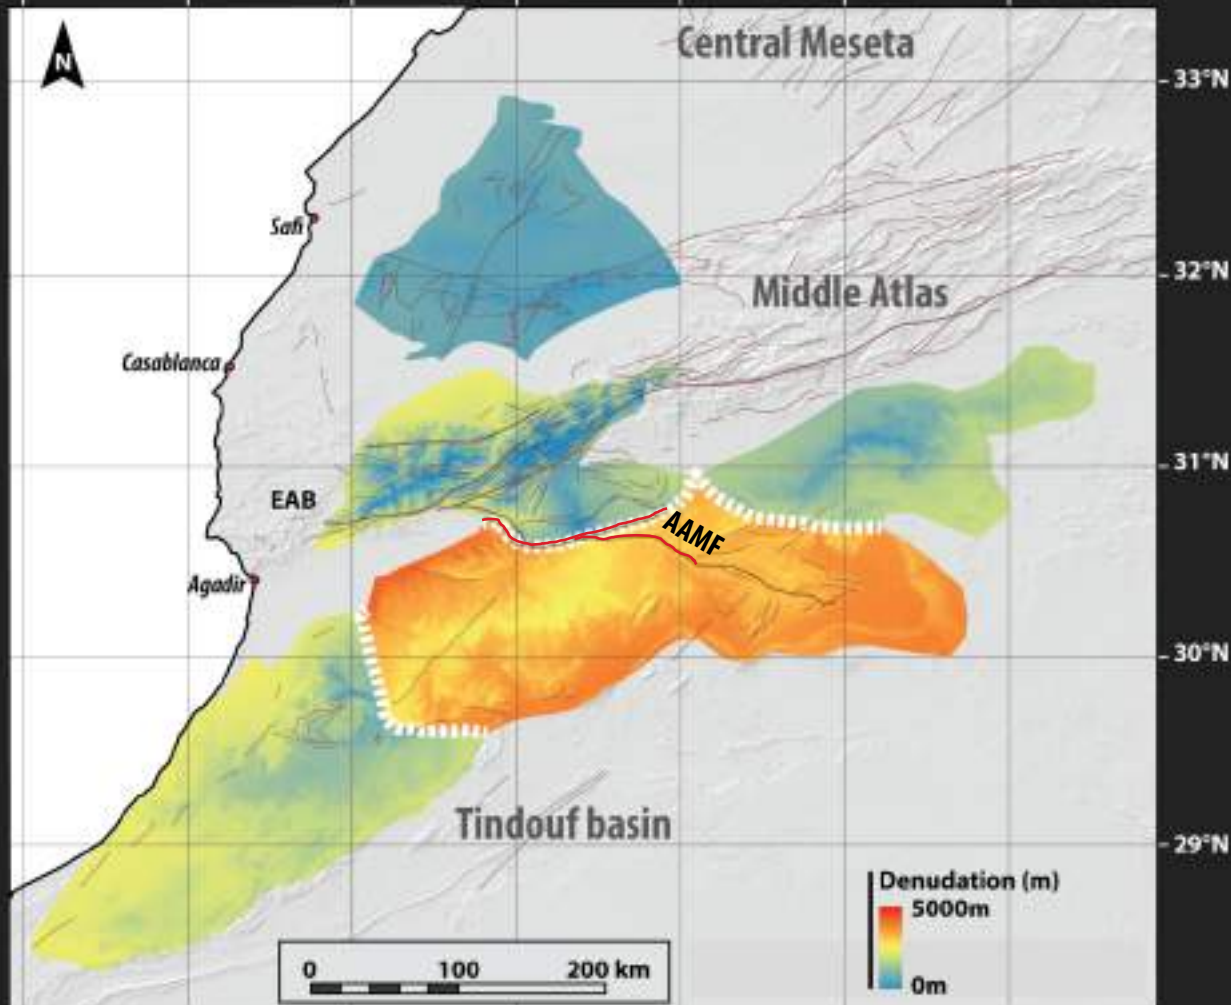 N
Central Meseta
33°N
Safi
32°N
Middle Atlas
Casablanca
31°N
EAB
AAMF
Agadir
30°N
Tindouf basin
29°N
Denudation (m)
5000m
0m
0 100 200 km